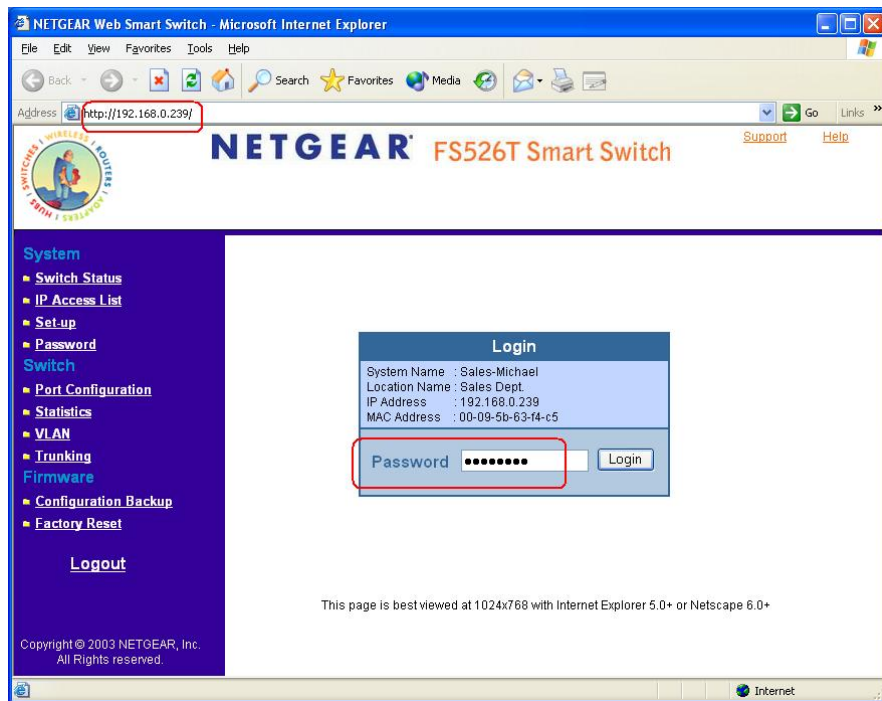 NETGEAR Web Smart Switch - Microsoft Internet Explorer
File Edit View Favorites Tools Help
Back Search Favorites Media
Address http://192.168.0.239/ Go Links »
SWITCHES | WIRELESS | ROUTERS | ADAPTERS | HUBS |
NETGEAR FS526T Smart Switch
Support Help
System
Switch Status
IP Access List
Set-up
Password
Switch
Port Configuration
Statistics
VLAN
Trunking
Firmware
Configuration Backup
Factory Reset
Logout
Copyright © 2003 NETGEAR, Inc.
All Rights reserved.
Login
System Name : Sales-Michael
Location Name : Sales Dept.
IP Address : 192.168.0.239
MAC Address : 00-09-5b-63-f4-c5
Password ●●●●●●●● Login
This page is best viewed at 1024x768 with Internet Explorer 5.0+ or Netscape 6.0+
Internet